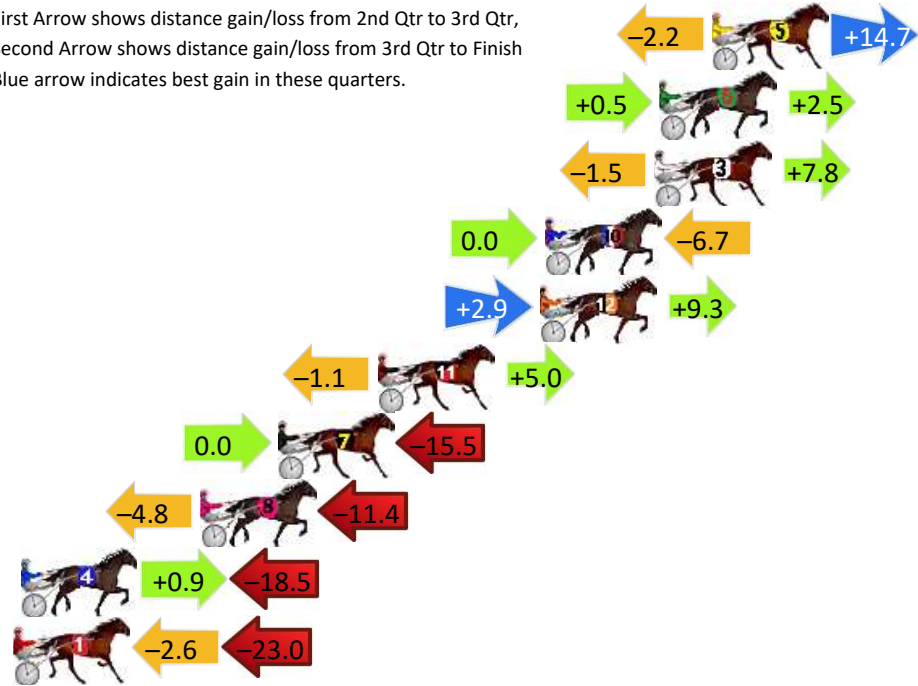 First Arrow shows distance gain/loss from 2nd Qtr to 3rd Qtr,
Second Arrow shows distance gain/loss from 3rd Qtr to Finish
Blue arrow indicates best gain in these quarters.
–2.2 5 +14.7
+0.5 6 +2.5
–1.5 3 +7.8
0.0 10 –6.7
+2.9 12 +9.3
–1.1 11 +5.0
0.0 7 –15.5
–4.8 8 –11.4
4 +0.9 –18.5
1 –2.6 –23.0